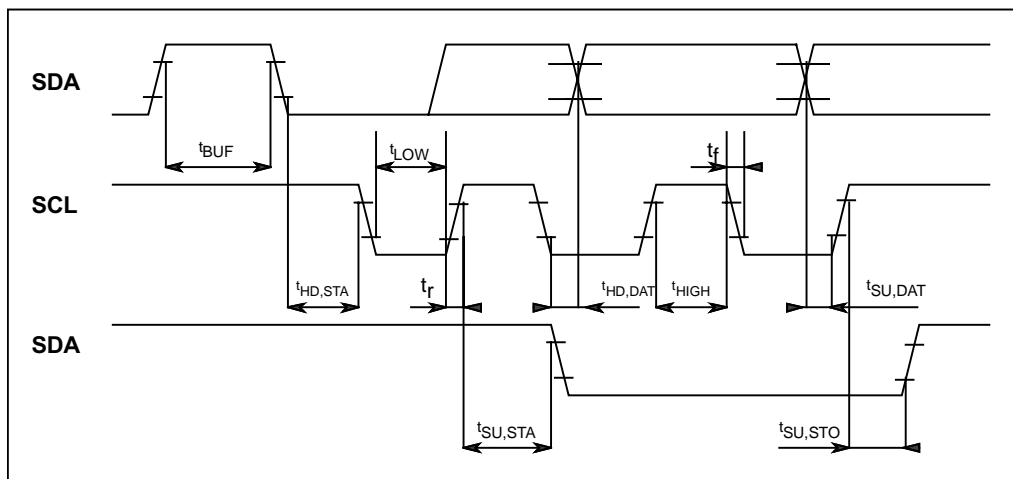 SDA
tBUF
tLOW
tf
SCL
tHD,STA
tr
tHD,DAT
tHIGH
tSU,DAT
SDA
tSU,STA
tSU,STO